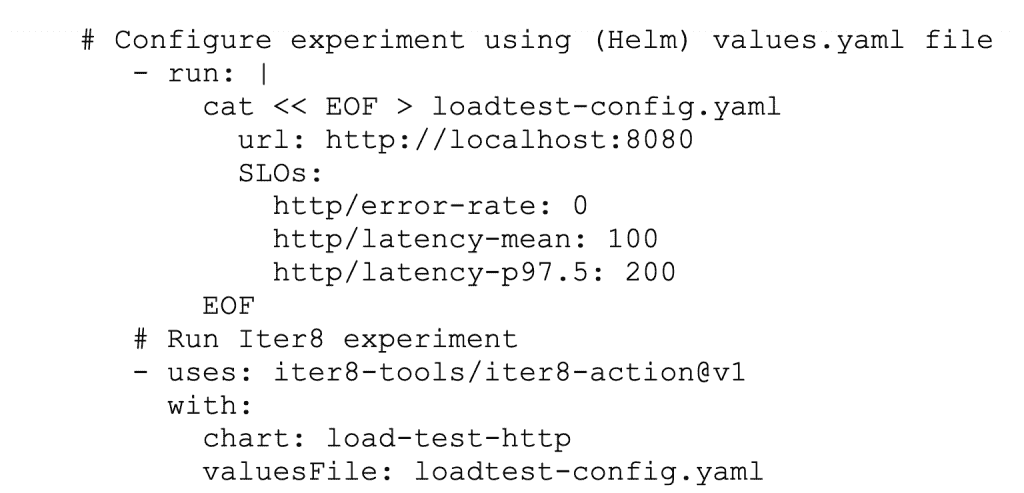 # Configure experiment using (Helm) values.yaml file
- run: |
cat << EOF > loadtest-config.yaml
url: http://localhost:8080
SLOs:
http/error-rate: 0
http/latency-mean: 100
http/latency-p97.5: 200
EOF
# Run Iter8 experiment
- uses: iter8-tools/iter8-action@v1
with:
chart: load-test-http
valuesFile: loadtest-config.yaml